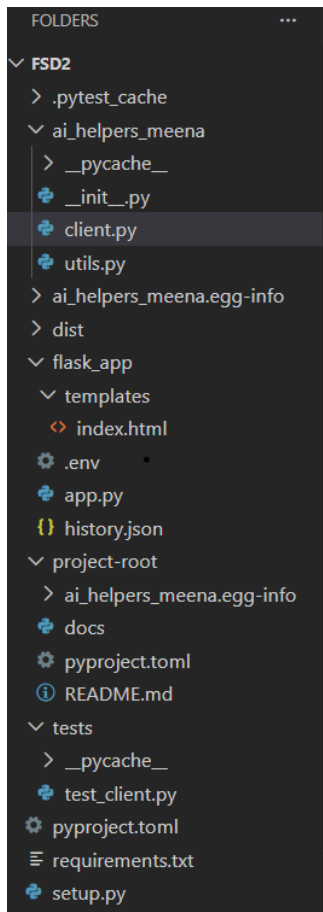 FOLDERS ...
FSD2
.pytest_cache
ai_helpers_meena
__pycache__
__init__.py
client.py
utils.py
ai_helpers_meena.egg-info
dist
flask_app
templates
index.html
.env
app.py
history.json
project-root
ai_helpers_meena.egg-info
docs
pyproject.toml
README.md
tests
__pycache__
test_client.py
pyproject.toml
requirements.txt
setup.py